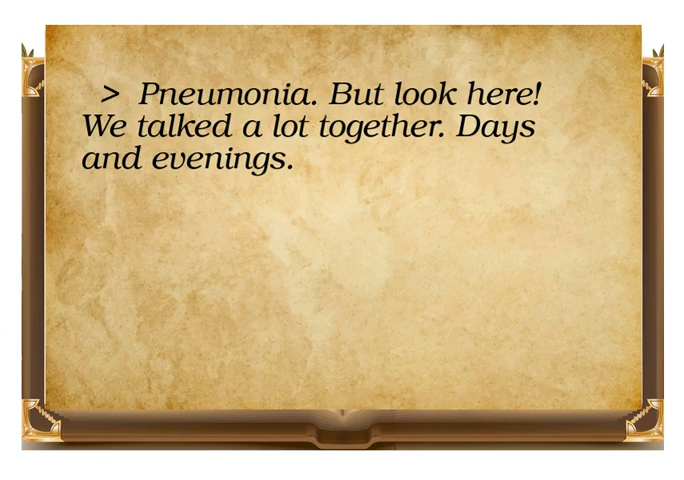 > Pneumonia. But look here!
We talked a lot together. Days
and evenings.